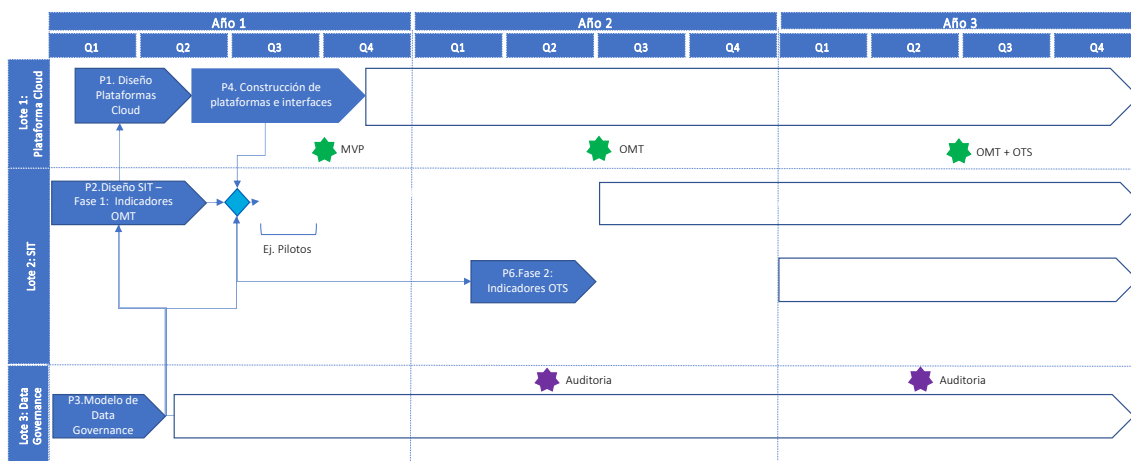 Año 1
Año 2
Año 3
Q1
Q2
Q3
Q4
Q1
Q2
Q3
Q4
Q1
Q2
Q3
Q4
Lote 1:
Plataforma Cloud
P1. Diseño
Plataformas
Cloud
P4. Construcción de
plataformas e interfaces
MVP
OMT
OMT + OTS
Lote 2: SIT
P2.Diseño SIT –
Fase 1: Indicadores
OMT
Ej. Pilotos
P6.Fase 2:
Indicadores OTS
Lote 3: Data
Governance
Auditoria
Auditoria
P3.Modelo de
Data
Governance